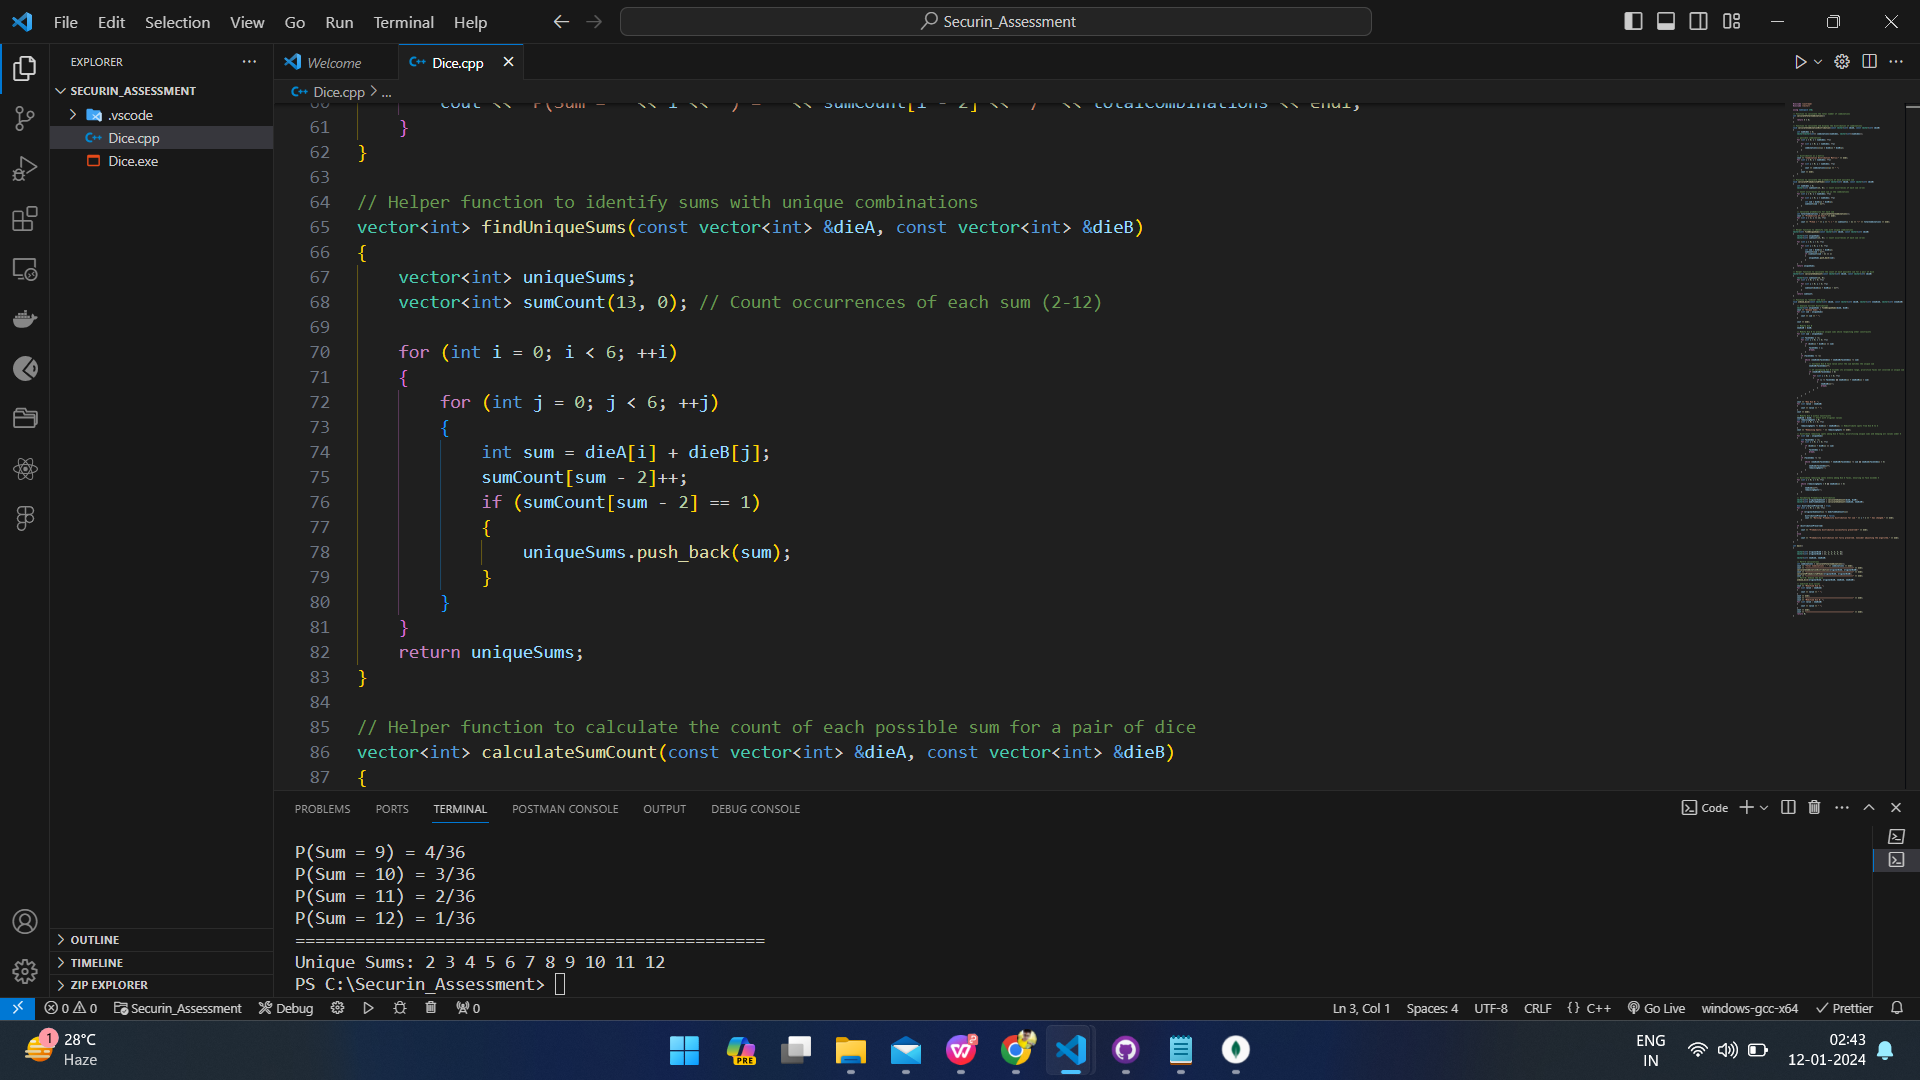 File Edit Selection View Go Run Terminal Help
Securin_Assessment
EXPLORER
SECURIN_ASSESSMENT
.vscode
Dice.cpp
Dice.exe
OUTLINE
TIMELINE
ZIP EXPLORER
Welcome
Dice.cpp
Dice.cpp > ...
60 cout << "P(Sum = " << i << ") = " << sumCount[i - 2] << "/" << totalCombinations << endl;
61 }
62 }
63
64 // Helper function to identify sums with unique combinations
65 vector<int> findUniqueSums(const vector<int> &dieA, const vector<int> &dieB)
66 {
67 vector<int> uniqueSums;
68 vector<int> sumCount(13, 0); // Count occurrences of each sum (2-12)
69
70 for (int i = 0; i < 6; ++i)
71 {
72 for (int j = 0; j < 6; ++j)
73 {
74 int sum = dieA[i] + dieB[j];
75 sumCount[sum - 2]++;
76 if (sumCount[sum - 2] == 1)
77 {
78 uniqueSums.push_back(sum);
79 }
80 }
81 }
82 return uniqueSums;
83 }
84
85 // Helper function to calculate the count of each possible sum for a pair of dice
86 vector<int> calculateSumCount(const vector<int> &dieA, const vector<int> &dieB)
87 {
PROBLEMS PORTS TERMINAL POSTMAN CONSOLE OUTPUT DEBUG CONSOLE
Code
P(Sum = 9) = 4/36
P(Sum = 10) = 3/36
P(Sum = 11) = 2/36
P(Sum = 12) = 1/36
===============================================
Unique Sums: 2 3 4 5 6 7 8 9 10 11 12
PS C:\Securin_Assessment>
0 0 Securin_Assessment Debug 0
Ln 3, Col 1 Spaces: 4 UTF-8 CRLF {} C++ Go Live windows-gcc-x64 Prettier
1
28°C
Haze
PRE
ENG
IN
02:43
12-01-2024